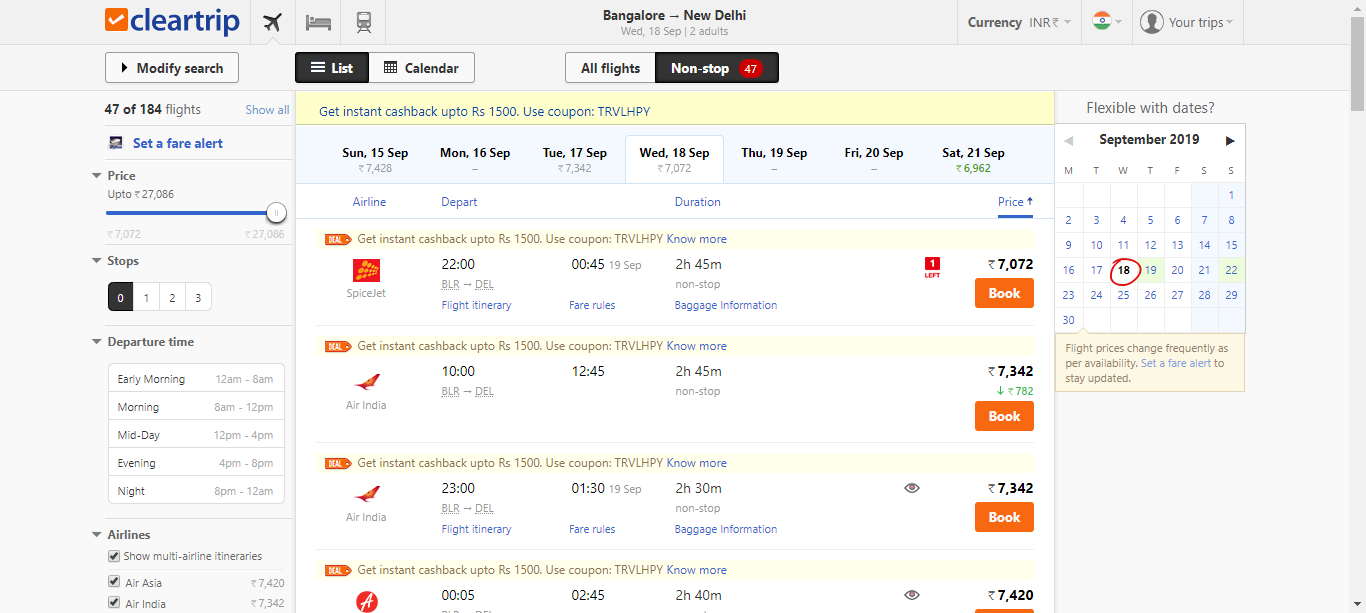 cleartrip
Bangalore → New Delhi
Wed, 18 Sep | 2 adults
Currency INR ₹
Your trips
Modify search
List
Calendar
All flights
Non-stop 47
47 of 184 flights
Show all
Set a fare alert
Price
Upto ₹ 27,086
₹ 7,072
₹ 27,086
Stops
0 1 2 3
Departure time
Early Morning 12am - 8am
Morning 8am - 12pm
Mid-Day 12pm - 4pm
Evening 4pm - 8pm
Night 8pm - 12am
Airlines
Show multi-airline itineraries
Air Asia ₹ 7,420
Air India ₹ 7,342
Get instant cashback upto Rs 1500. Use coupon: TRVLHPY
Sun, 15 Sep Mon, 16 Sep Tue, 17 Sep Wed, 18 Sep Thu, 19 Sep Fri, 20 Sep Sat, 21 Sep
₹ 7,428 – ₹ 7,342 ₹ 7,072 – – ₹ 6,962
Airline Depart Duration Price ↑
DEAL Get instant cashback upto Rs 1500. Use coupon: TRVLHPY Know more
22:00 00:45 19 Sep 2h 45m 1 LEFT ₹ 7,072
SpiceJet BLR → DEL non-stop Book
Flight itinerary Fare rules Baggage Information
DEAL Get instant cashback upto Rs 1500. Use coupon: TRVLHPY Know more
10:00 12:45 2h 45m ₹ 7,342
BLR → DEL non-stop ↓ ₹ 782
Air India Book
DEAL Get instant cashback upto Rs 1500. Use coupon: TRVLHPY Know more
23:00 01:30 19 Sep 2h 30m ₹ 7,342
Air India BLR → DEL non-stop Book
Flight itinerary Fare rules Baggage Information
DEAL Get instant cashback upto Rs 1500. Use coupon: TRVLHPY Know more
00:05 02:45 2h 40m ₹ 7,420
Flexible with dates?
September 2019
M T W T F S S
1
2 3 4 5 6 7 8
9 10 11 12 13 14 15
16 17 18 19 20 21 22
23 24 25 26 27 28 29
30
Flight prices change frequently as
per availability. Set a fare alert to
stay updated.